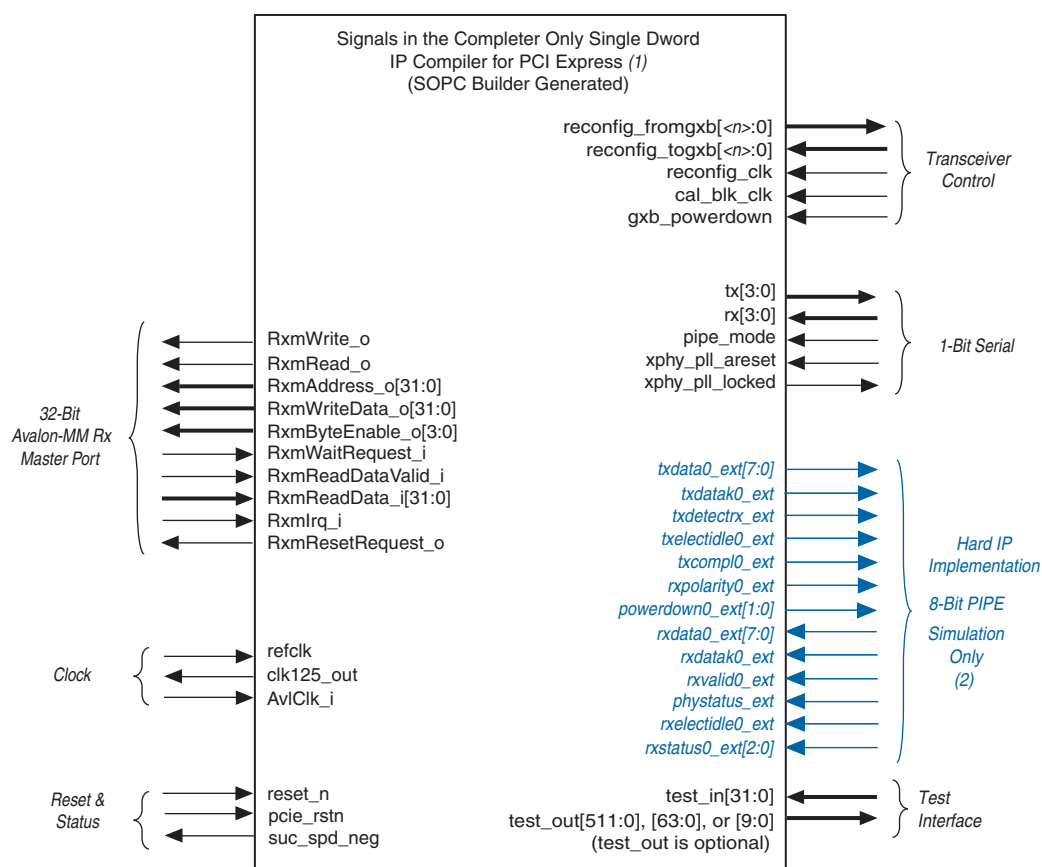 Signals in the Completer Only Single Dword
IP Compiler for PCI Express (1)
(SOPC Builder Generated)
reconfig_fromgxb[<n>:0]
reconfig_togxb[<n>:0]
reconfig_clk
cal_blk_clk
gxb_powerdown
Transceiver
Control
tx[3:0]
rx[3:0]
pipe_mode
xphy_pll_areset
xphy_pll_locked
1-Bit Serial
32-Bit
Avalon-MM Rx
Master Port
RxmWrite_o
RxmRead_o
RxmAddress_o[31:0]
RxmWriteData_o[31:0]
RxmByteEnable_o[3:0]
RxmWaitRequest_i
RxmReadDataValid_i
RxmReadData_i[31:0]
RxmIrq_i
RxmResetRequest_o
txdata0_ext[7:0]
txdatak0_ext
txdetectrx_ext
txelectidle0_ext
txcompl0_ext
rxpolarity0_ext
powerdown0_ext[1:0]
rxdata0_ext[7:0]
rxdatak0_ext
rxvalid0_ext
phystatus_ext
rxelectidle0_ext
rxstatus0_ext[2:0]
Hard IP
Implementation
8-Bit PIPE
Simulation
Only
(2)
Clock
refclk
clk125_out
AvlClk_i
Reset &
Status
reset_n
pcie_rstn
suc_spd_neg
test_in[31:0]
test_out[511:0], [63:0], or [9:0]
(test_out is optional)
Test
Interface